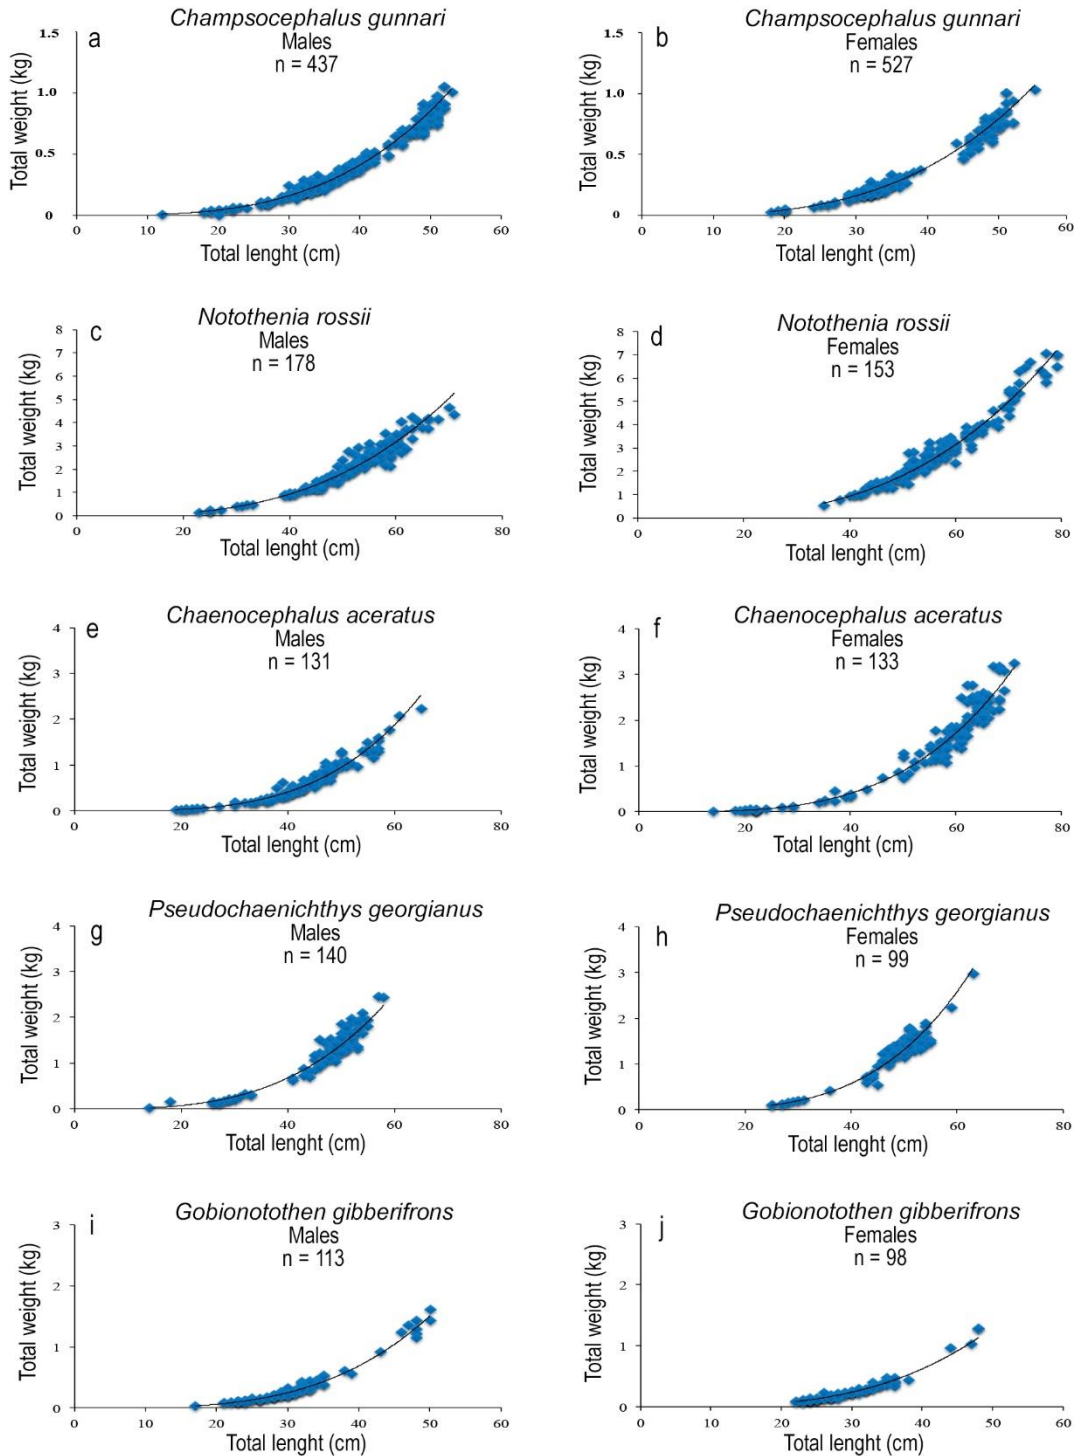 Champsocephalus gunnari
Males
n = 437
a
Total weight (kg)
1.5
1.0
0.5
0
0 10 20 30 40 50 60
Total lenght (cm)
Champsocephalus gunnari
Females
n = 527
b
Total weight (kg)
1.5
1.0
0.5
0
0 10 20 30 40 50 60
Total lenght (cm)
Notothenia rossii
Males
n = 178
c
Total weight (kg)
8
7
6
5
4
3
2
1
0
0 20 40 60 80
Total lenght (cm)
Notothenia rossii
Females
n = 153
d
Total weight (kg)
8
7
6
5
4
3
2
1
0
0 20 40 60 80
Total lenght (cm)
Chaenocephalus aceratus
Males
n = 131
e
Total weight (kg)
4
3
2
1
0
0 20 40 60 80
Total lenght (cm)
Chaenocephalus aceratus
Females
n = 133
f
Total weight (kg)
4
3
2
1
0
0 20 40 60 80
Total lenght (cm)
Pseudochaenichthys georgianus
Males
n = 140
g
Total weight (kg)
4
3
2
1
0
0 20 40 60 80
Total lenght (cm)
Pseudochaenichthys georgianus
Females
n = 99
h
Total weight (kg)
4
3
2
1
0
0 20 40 60 80
Total lenght (cm)
Gobionotothen gibberifrons
Males
n = 113
i
Total weight (kg)
3
2
1
0
0 10 20 30 40 50 60
Total lenght (cm)
Gobionotothen gibberifrons
Females
n = 98
j
Total weight (kg)
3
2
1
0
0 10 20 30 40 50 60
Total lenght (cm)